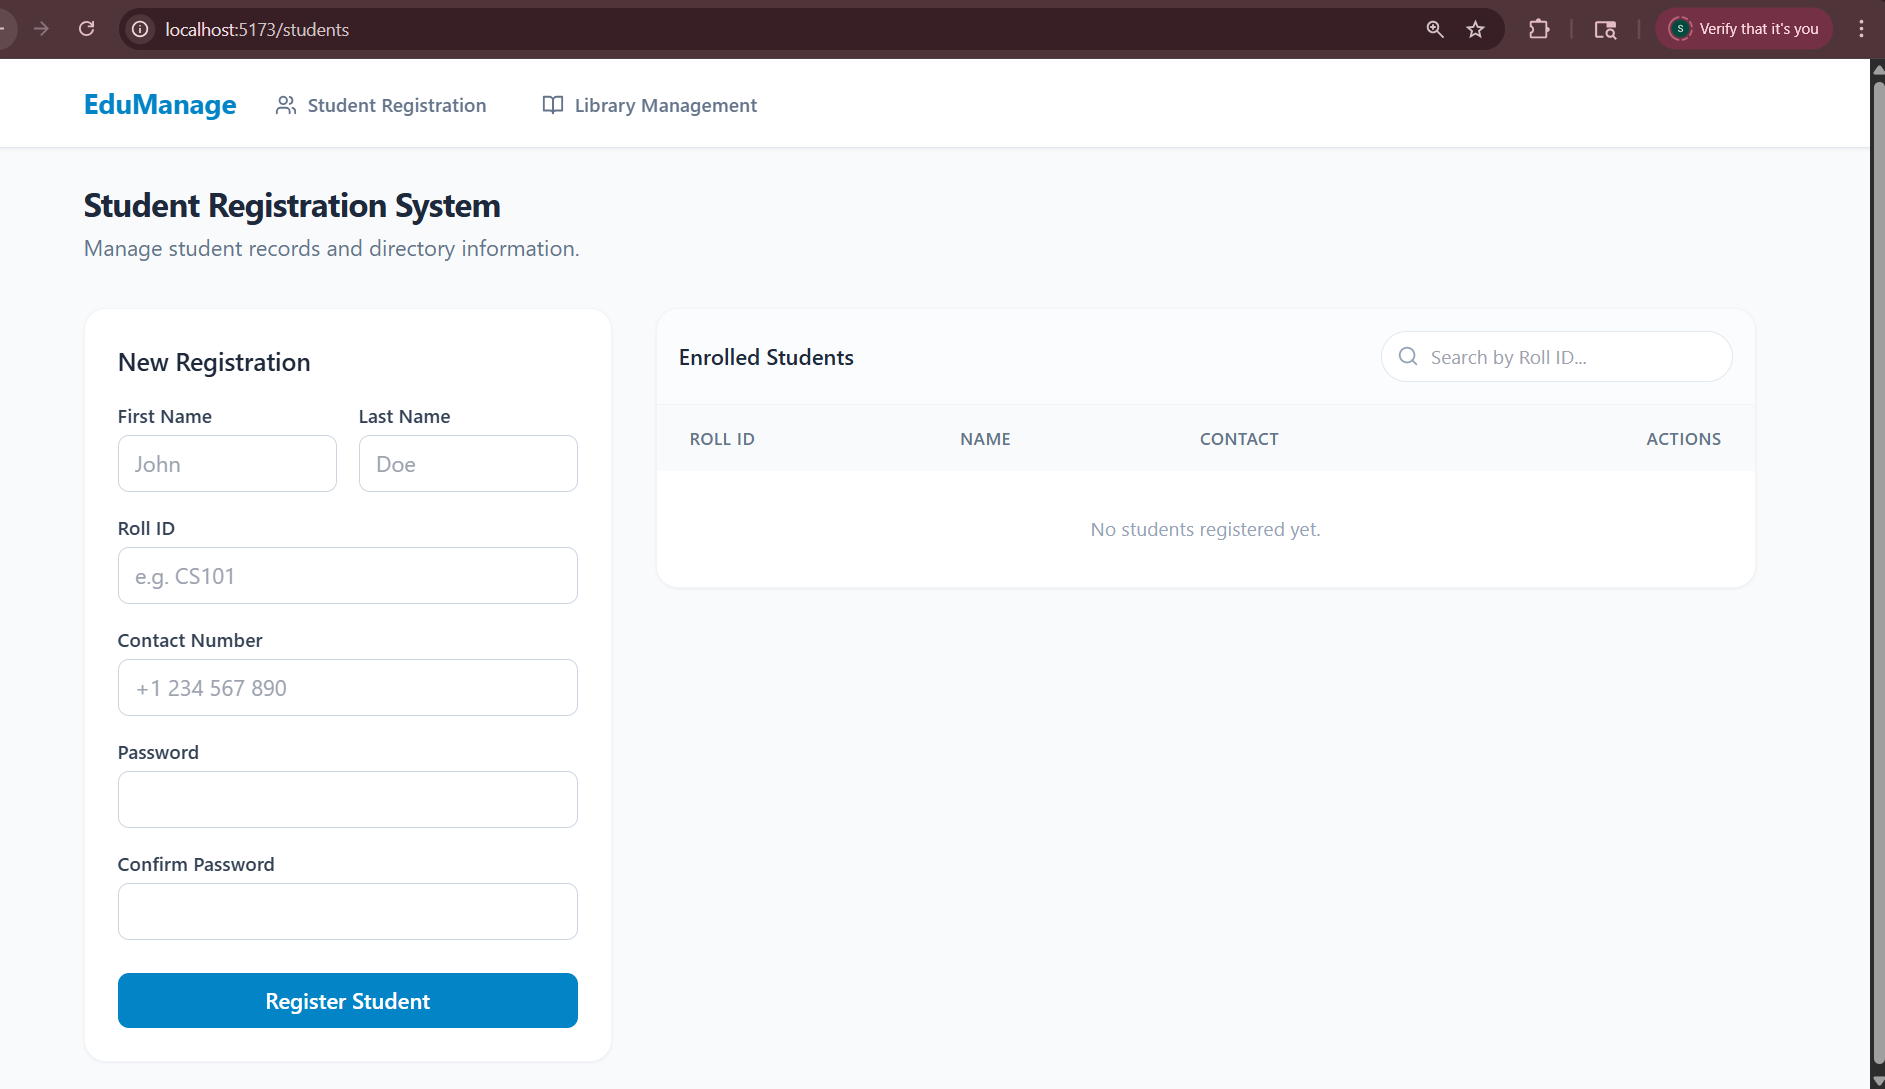 localhost:5173/students
S
Verify that it's you
EduManage
Student Registration
Library Management
Student Registration System
Manage student records and directory information.
New Registration
First Name
Last Name
John
Doe
Roll ID
e.g. CS101
Contact Number
+1 234 567 890
Password
Confirm Password
Register Student
Enrolled Students
Search by Roll ID...
ROLL ID
NAME
CONTACT
ACTIONS
No students registered yet.